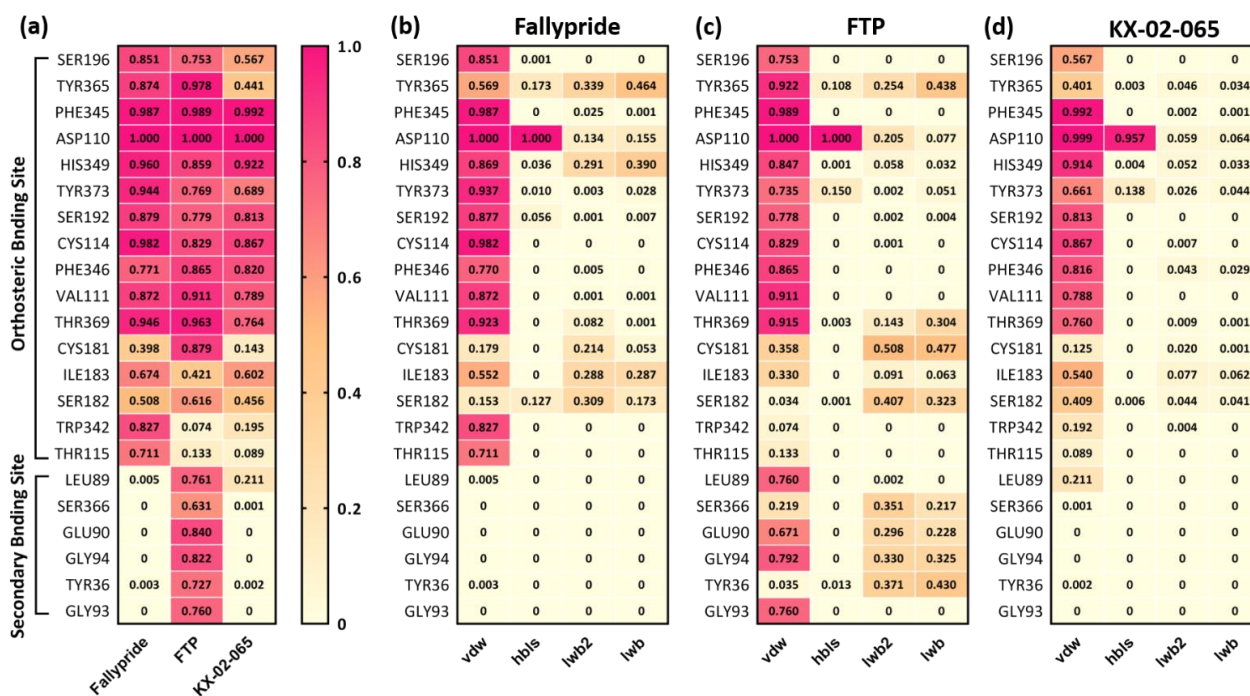 (a)
(b) Fallypride
(c) FTP
(d) KX-02-065
Orthosteric Bnding Site
Secondary Bnding Site
SER196 0.851 0.753 0.567
TYR365 0.874 0.978 0.441
PHE345 0.987 0.989 0.992
ASP110 1.000 1.000 1.000
HIS349 0.960 0.859 0.922
TYR373 0.944 0.769 0.689
SER192 0.879 0.779 0.813
CYS114 0.982 0.829 0.867
PHE346 0.771 0.865 0.820
VAL111 0.872 0.911 0.789
THR369 0.946 0.963 0.764
CYS181 0.398 0.879 0.143
ILE183 0.674 0.421 0.602
SER182 0.508 0.616 0.456
TRP342 0.827 0.074 0.195
THR115 0.711 0.133 0.089
LEU89 0.005 0.761 0.211
SER366 0 0.631 0.001
GLU90 0 0.840 0
GLY94 0 0.822 0
TYR36 0.003 0.727 0.002
GLY93 0 0.760 0
Fallypride FTP KX-02-065
1.0
0.8
0.6
0.4
0.2
0
SER196 0.851 0.001 0 0
TYR365 0.569 0.173 0.339 0.464
PHE345 0.987 0 0.025 0.001
ASP110 1.000 1.000 0.134 0.155
HIS349 0.869 0.036 0.291 0.390
TYR373 0.937 0.010 0.003 0.028
SER192 0.877 0.056 0.001 0.007
CYS114 0.982 0 0 0
PHE346 0.770 0 0.005 0
VAL111 0.872 0 0.001 0.001
THR369 0.923 0 0.082 0.001
CYS181 0.179 0 0.214 0.053
ILE183 0.552 0 0.288 0.287
SER182 0.153 0.127 0.309 0.173
TRP342 0.827 0 0 0
THR115 0.711 0 0 0
LEU89 0.005 0 0 0
SER366 0 0 0 0
GLU90 0 0 0 0
GLY94 0 0 0 0
TYR36 0.003 0 0 0
GLY93 0 0 0 0
vdw hbls lwb2 lwb
SER196 0.753 0 0 0
TYR365 0.922 0.108 0.254 0.438
PHE345 0.989 0 0 0
ASP110 1.000 1.000 0.205 0.077
HIS349 0.847 0.001 0.058 0.032
TYR373 0.735 0.150 0.002 0.051
SER192 0.778 0 0.002 0.004
CYS114 0.829 0 0.001 0
PHE346 0.865 0 0 0
VAL111 0.911 0 0 0
THR369 0.915 0.003 0.143 0.304
CYS181 0.358 0 0.508 0.477
ILE183 0.330 0 0.091 0.063
SER182 0.034 0.001 0.407 0.323
TRP342 0.074 0 0 0
THR115 0.133 0 0 0
LEU89 0.760 0 0.002 0
SER366 0.219 0 0.351 0.217
GLU90 0.671 0 0.296 0.228
GLY94 0.792 0 0.330 0.325
TYR36 0.035 0.013 0.371 0.430
GLY93 0.760 0 0 0
vdw hbls lwb2 lwb
SER196 0.567 0 0 0
TYR365 0.401 0.003 0.046 0.034
PHE345 0.992 0 0.002 0.001
ASP110 0.999 0.957 0.059 0.064
HIS349 0.914 0.004 0.052 0.033
TYR373 0.661 0.138 0.026 0.044
SER192 0.813 0 0 0
CYS114 0.867 0 0.007 0
PHE346 0.816 0 0.043 0.029
VAL111 0.788 0 0 0
THR369 0.760 0 0.009 0.001
CYS181 0.125 0 0.020 0.001
ILE183 0.540 0 0.077 0.062
SER182 0.409 0.006 0.044 0.041
TRP342 0.192 0 0.004 0
THR115 0.089 0 0 0
LEU89 0.211 0 0 0
SER366 0.001 0 0 0
GLU90 0 0 0 0
GLY94 0 0 0 0
TYR36 0.002 0 0 0
GLY93 0 0 0 0
vdw hbls lwb2 lwb